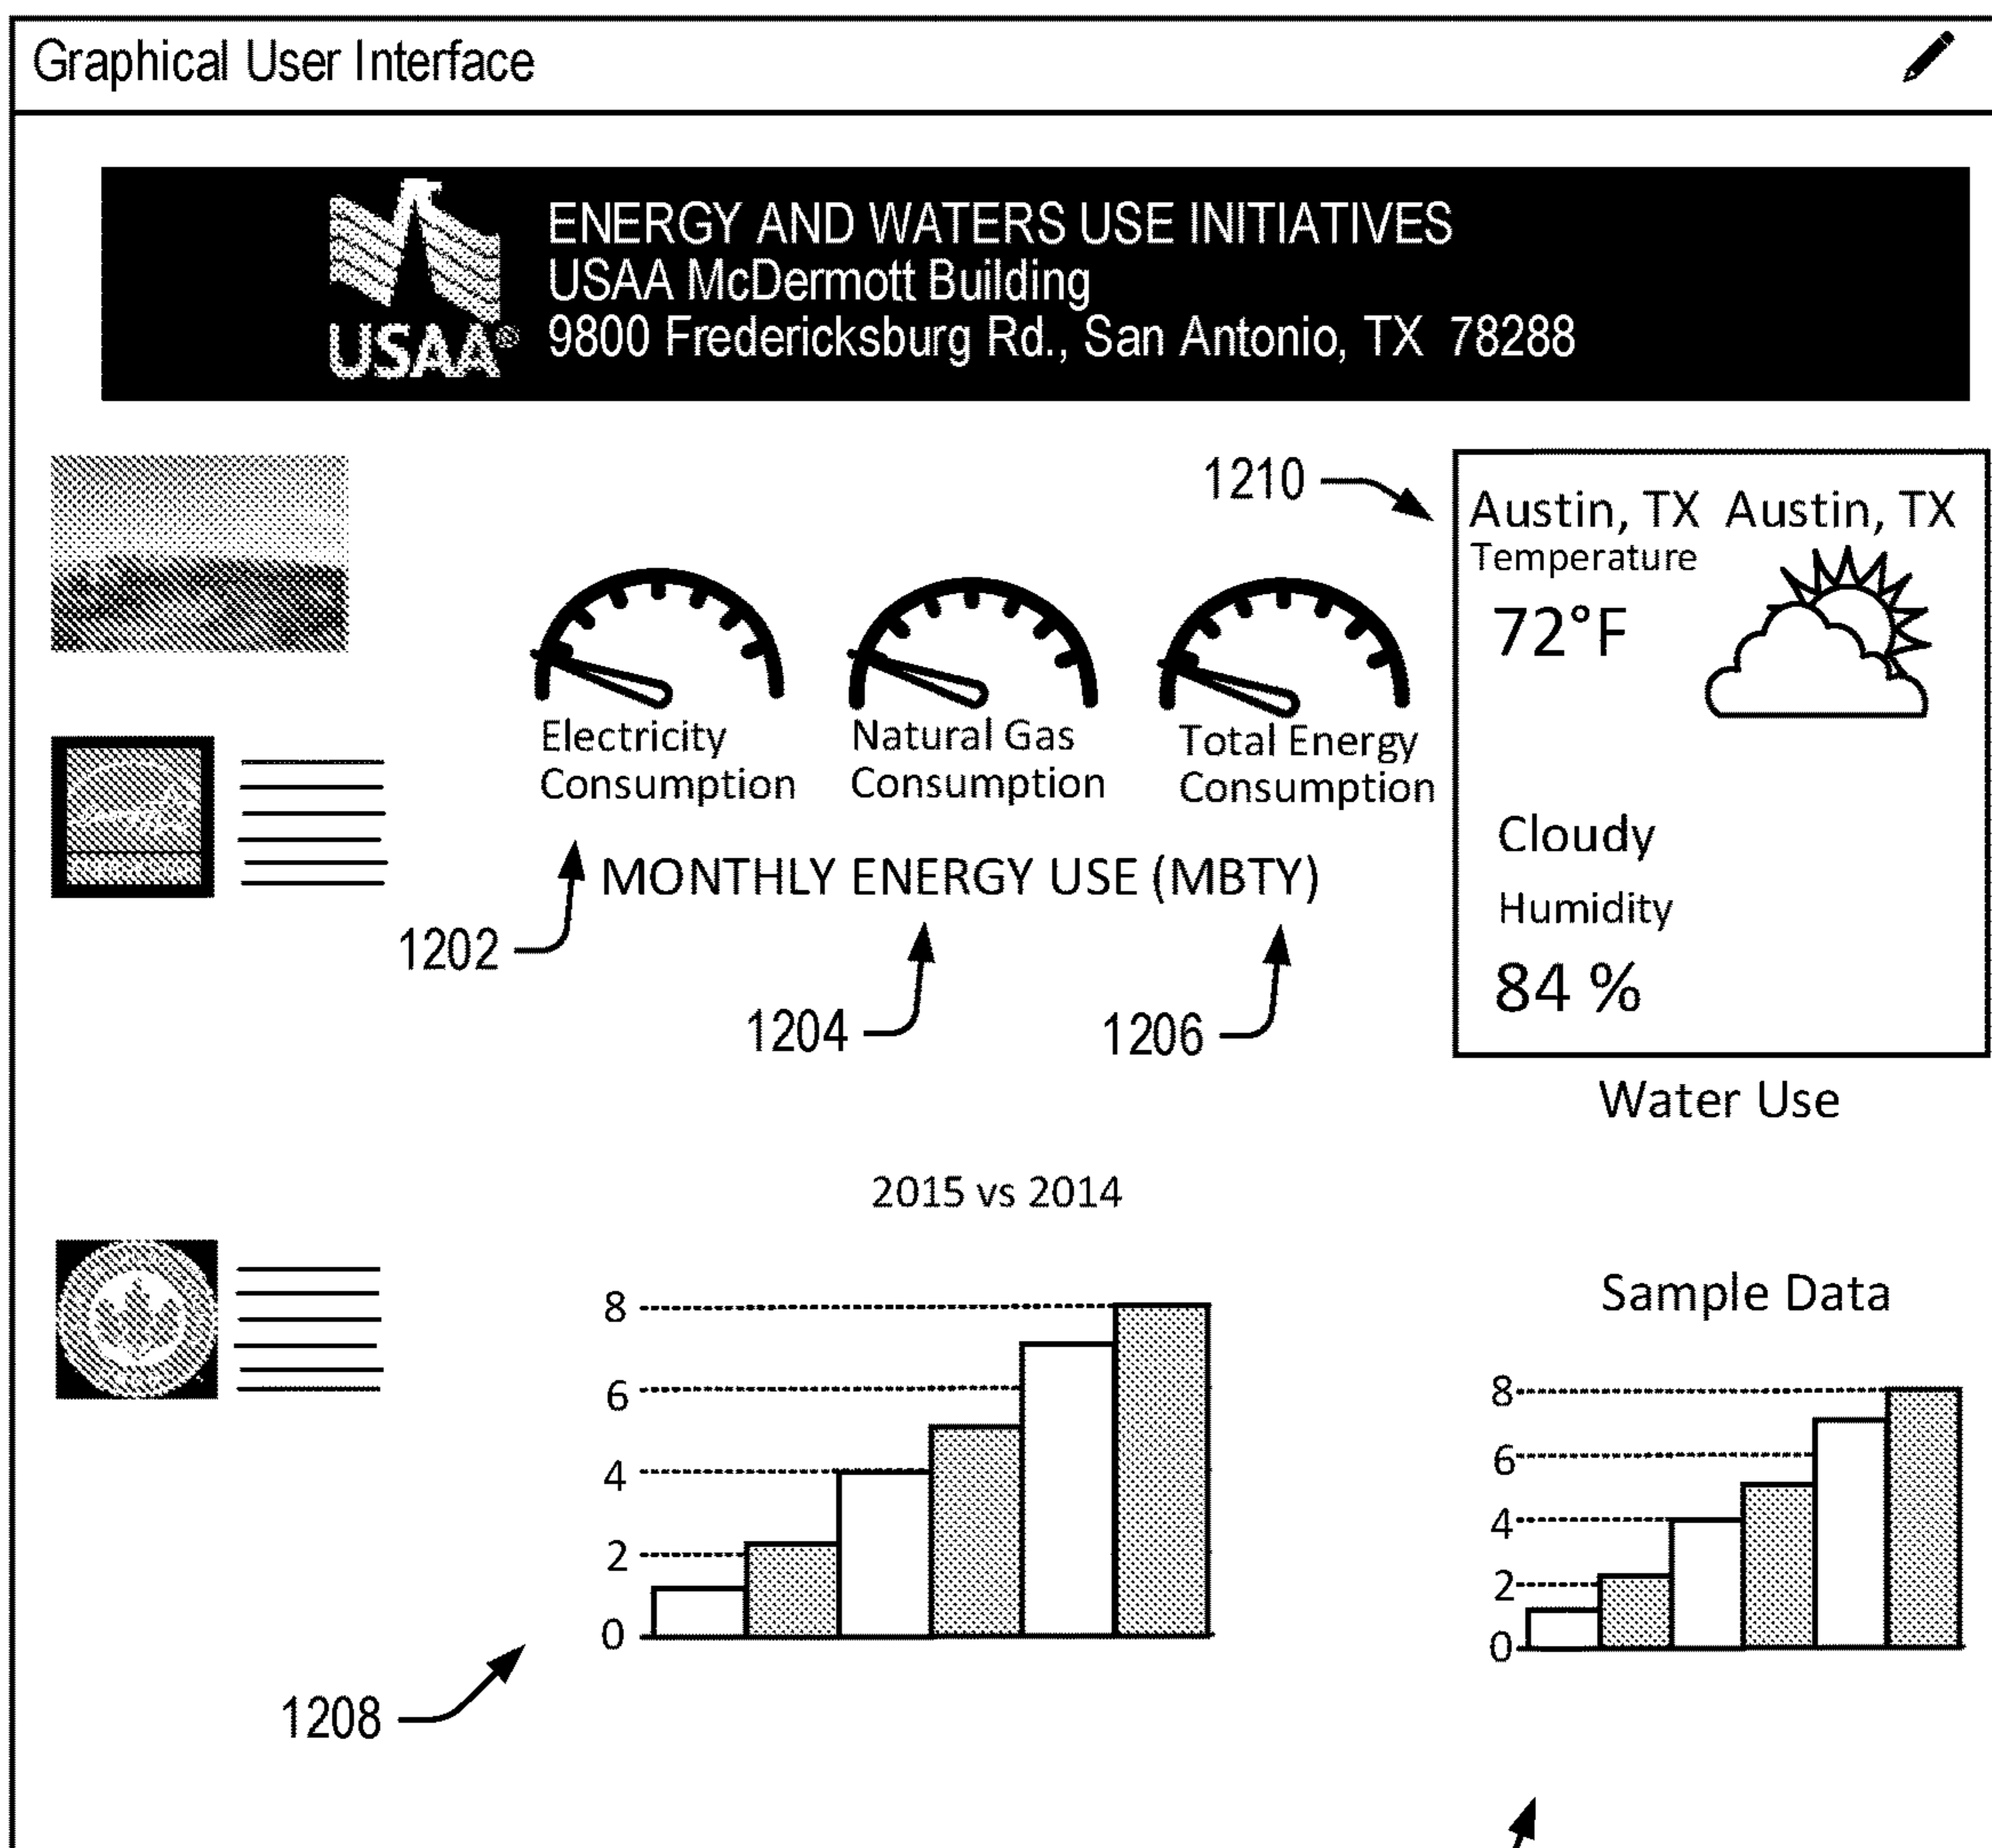 Graphical User Interface
USAA®
ENERGY AND WATERS USE INITIATIVES
USAA McDermott Building
9800 Fredericksburg Rd., San Antonio, TX 78288
1210
Austin, TX Austin, TX
Temperature
72°F
Cloudy
Humidity
84 %
Electricity
Consumption
Natural Gas
Consumption
Total Energy
Consumption
MONTHLY ENERGY USE (MBTY)
1202
1204
1206
Water Use
2015 vs 2014
8
6
4
2
0
1208
Sample Data
8
6
4
2
0